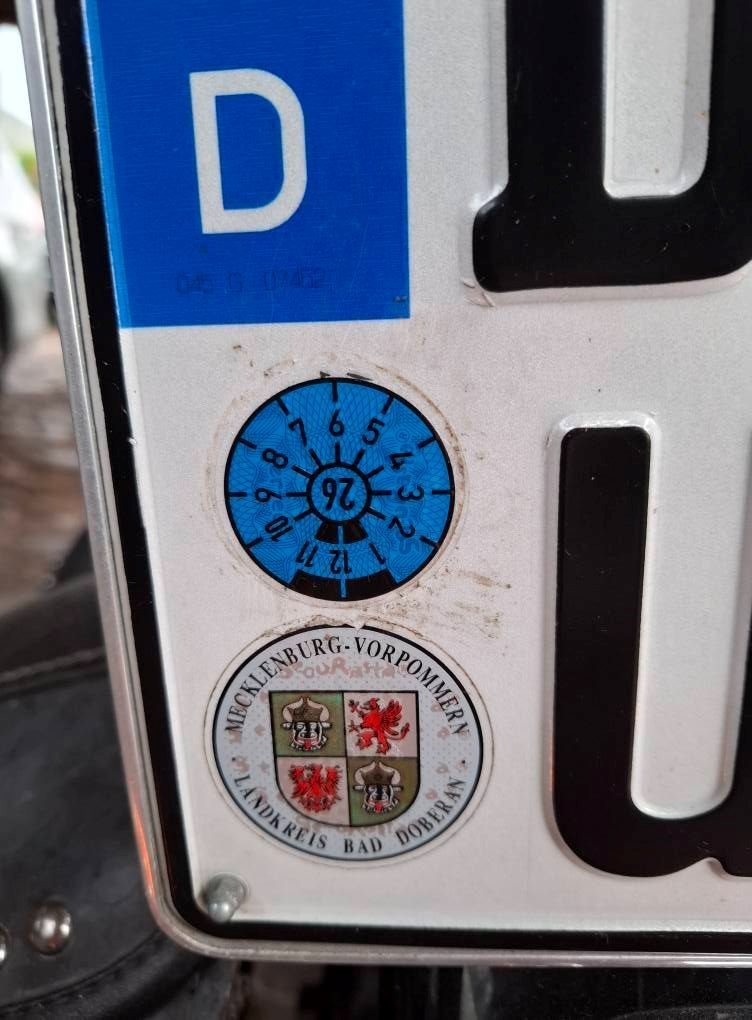 D
045 G 07452
6
7 5
8 4
9 26 3
10 2
11 12 1
MECKLENBURG-VORPOMMERN
LANDKREIS BAD DOBERAN